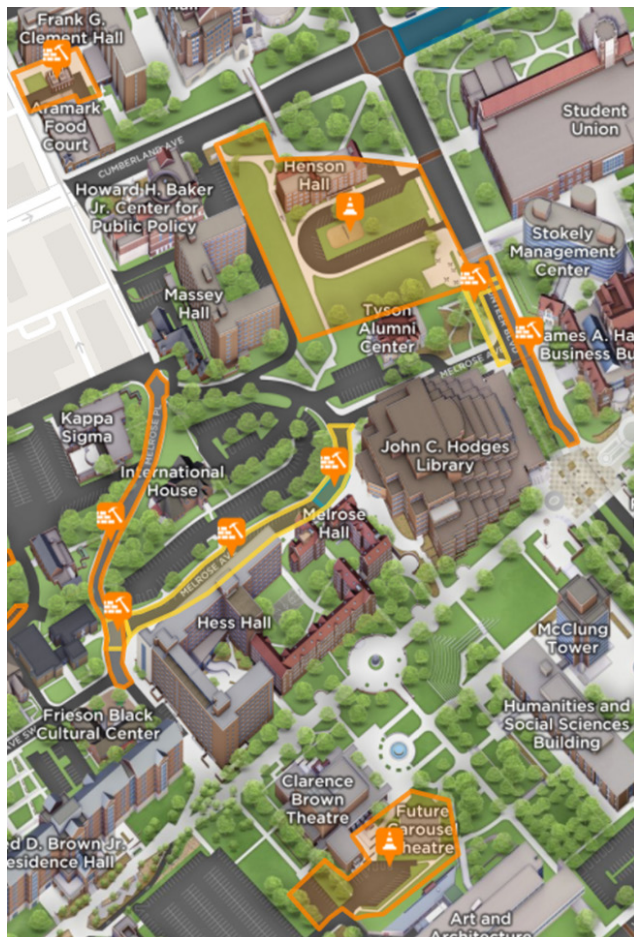 Hall
Frank G.
Clement Hall
Aramark
Food
Court
Student
Union
CUMBERLAND AVE
Henson
Hall
Howard H. Baker
Jr. Center for
Public Policy
Stokely
Management
Center
Massey
Hall
Tyson
Alumni
Center
James A. Ha
Business Bu
MELROSE A
Kappa
Sigma
MELROSE PL
John C. Hodges
Library
International
House
Melrose
Hall
MELROSE AV
Hess Hall
McClung
Tower
Frieson Black
Cultural Center
Humanities and
Social Sciences
Building
Clarence
Brown
Theatre
Future
Carousel
Theatre
ed D. Brown Jr.
esidence Hall
Art and
Architecture